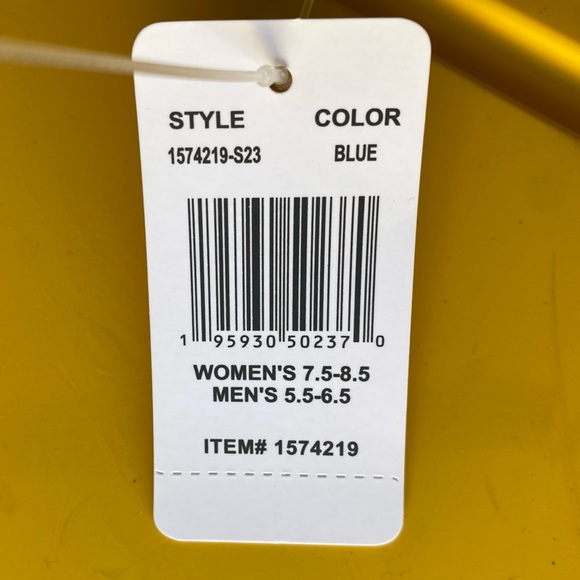 STYLE COLOR
1574219-S23 BLUE
1 95930 50237 0
WOMEN'S 7.5-8.5
MEN'S 5.5-6.5
ITEM# 1574219